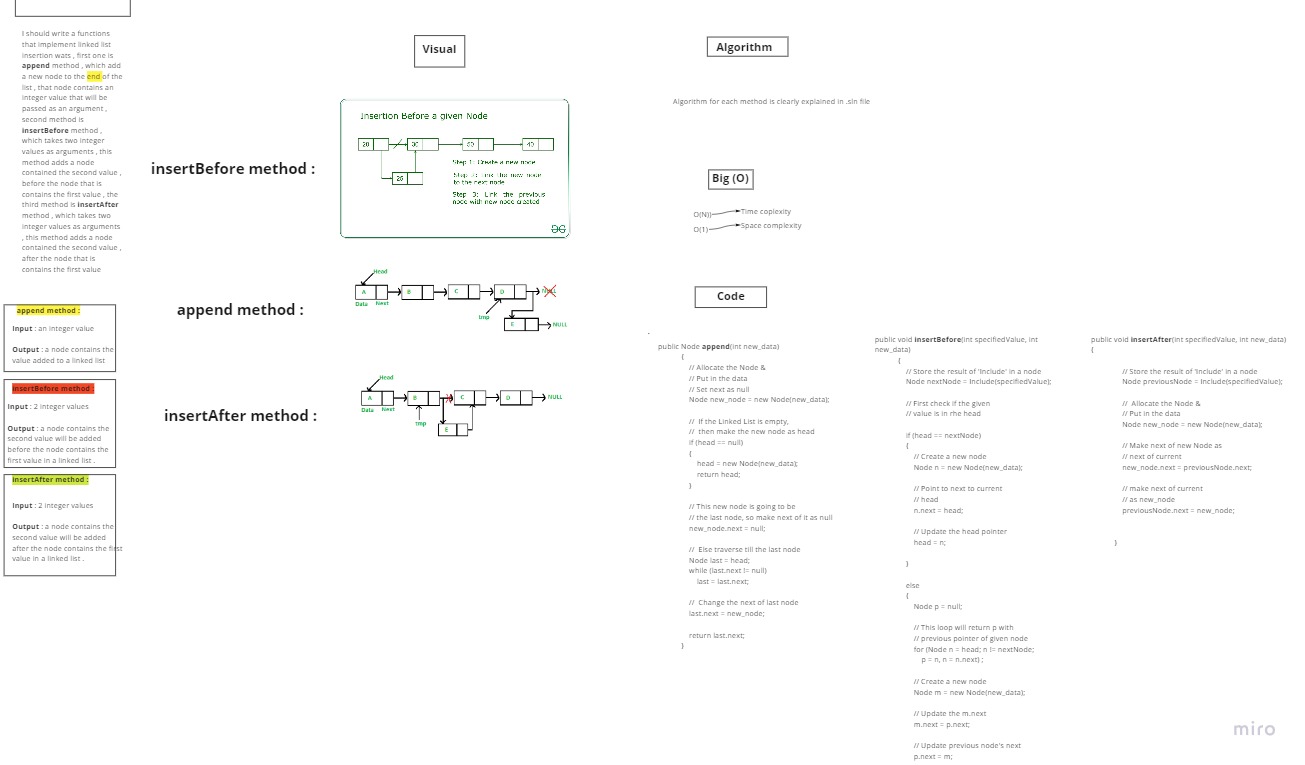 I should write a functions
that implement linked list
insertion wats , first one is
append method , which add
a new node to the end of the
list , that node contains an
integer value that will be
passed as an argument ,
second method is
insertBefore method ,
which takes two integer
values as arguments , this
method adds a node
contained the second value ,
before the node that is
contains the first value , the
third method is insertAfter
method , which takes two
integer values as arguments
, this method adds a node
contained the second value ,
after the node that is
contains the first value
append method :
Input : an integer value
Output : a node contains the
value added to a linked list
insertBefore method :
Input : 2 integer values
Output : a node contains the
second value will be added
before the node contains the
first value in a linked list .
insertAfter method :
Input : 2 integer values
Output : a node contains the
second value will be added
after the node contains the first
value in a linked list .
Visual
insertBefore method :
Insertion Before a given Node
20 30 50 40
25
Step 1: Create a new node
Step 2: Link the new node
to the next node
Step 3: Link the previous
node with new node created
append method :
Head
A B C D NULL
Data Next
tmp
E NULL
insertAfter method :
Head
A B C D NULL
Data Next
tmp
E
Algorithm
Algorithm for each method is clearly explained in .sln file
Big (O)
O(N)) Time coplexity
O(1) Space complexity
Code
public Node append(int new_data)
{
// Allocate the Node &
// Put in the data
// Set next as null
Node new_node = new Node(new_data);
// If the Linked List is empty,
// then make the new node as head
if (head == null)
{
head = new Node(new_data);
return head;
}
// This new node is going to be
// the last node, so make next of it as null
new_node.next = null;
// Else traverse till the last node
Node last = head;
while (last.next != null)
last = last.next;
// Change the next of last node
last.next = new_node;
return last.next;
}
public void insertBefore(int specifiedValue, int
new_data)
{
// Store the result of 'Include' in a node
Node nextNode = Include(specifiedValue);
// First check if the given
// value is in rhe head
if (head == nextNode)
{
// Create a new node
Node n = new Node(new_data);
// Point to next to current
// head
n.next = head;
// Update the head pointer
head = n;
}
else
{
Node p = null;
// This loop will return p with
// previous pointer of given node
for (Node n = head; n != nextNode;
p = n, n = n.next) ;
// Create a new node
Node m = new Node(new_data);
// Update the m.next
m.next = p.next;
// Update previous node's next
p.next = m;
public void insertAfter(int specifiedValue, int new_data)
{
// Store the result of 'Include' in a node
Node previousNode = Include(specifiedValue);
// Allocate the Node &
// Put in the data
Node new_node = new Node(new_data);
// Make next of new Node as
// next of current
new_node.next = previousNode.next;
// make next of current
// as new_node
previousNode.next = new_node;
}
miro